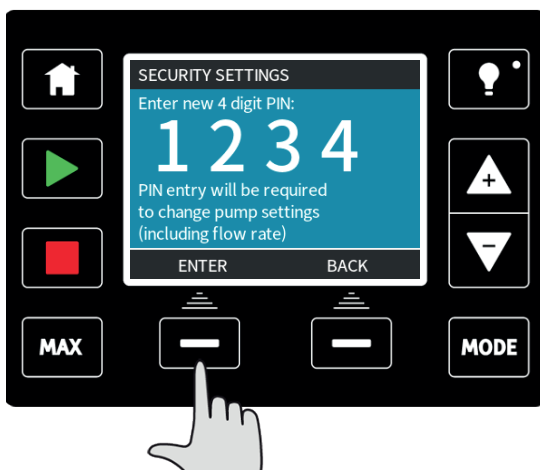 SECURITY SETTINGS
Enter new 4 digit PIN:
1 2 3 4
PIN entry will be required
to change pump settings
(including flow rate)
ENTER BACK
MAX
MODE